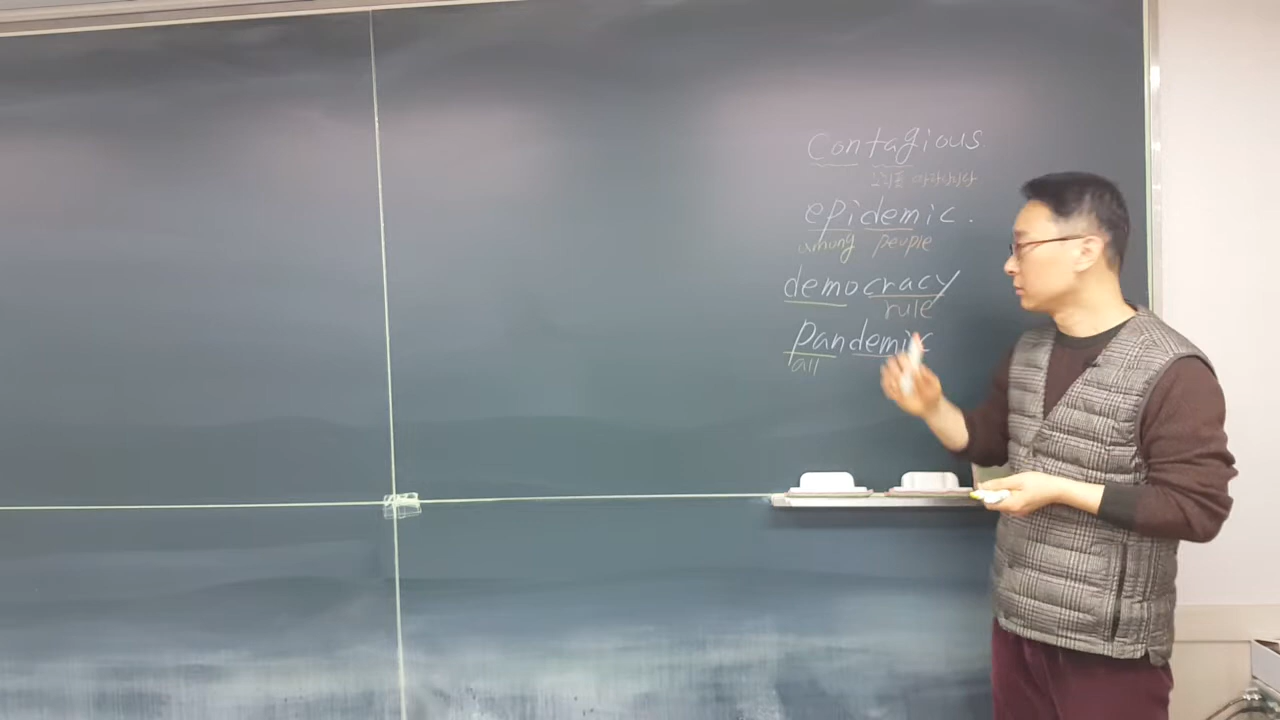 Contagious
epidemic.
among people
democracy
rule
pandemic
all